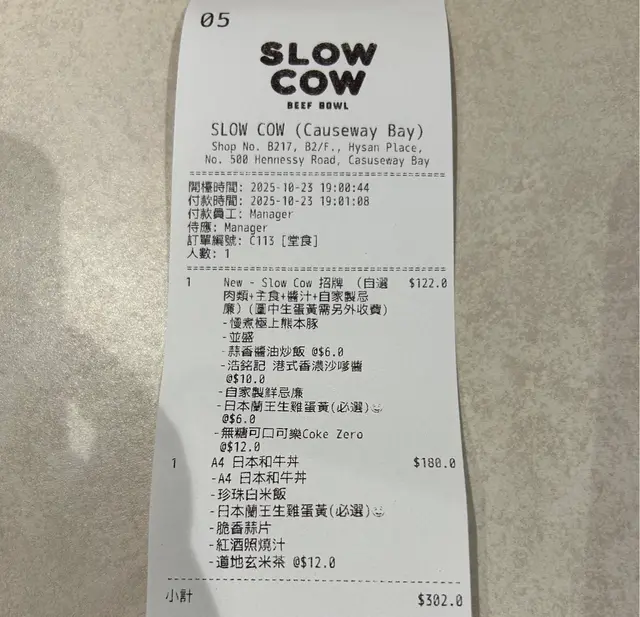 05
SLOW
COW
BEEF BOWL
SLOW COW (Causeway Bay)
Shop No. B217, B2/F., Hysan Place,
No. 500 Hennessy Road, Casuseway Bay
開檯時間: 2025-10-23 19:00:44
付款時間: 2025-10-23 19:01:08
付款員工: Manager
侍應: Manager
訂單編號: C113 [堂食]
人數: 1
1 New - Slow Cow 招牌 (自選 $122.0
肉類+主食+醬汁+自家製忌
廉) (圖中生蛋黃需另外收費)
-慢煮極上熊本豚
-並盛
-蒜香醬油炒飯 @$6.0
-浩銘記 港式香濃沙嗲醬
@$10.0
-自家製鮮忌廉
-日本蘭王生雞蛋黃(必選)
@$6.0
-無糖可口可樂Coke Zero
@$12.0
1 A4 日本和牛丼 $180.0
-A4 日本和牛丼
-珍珠白米飯
-日本蘭王生雞蛋黃(必選)
-脆香蒜片
-紅酒照燒汁
-道地玄米茶 @$12.0
小計 $302.0